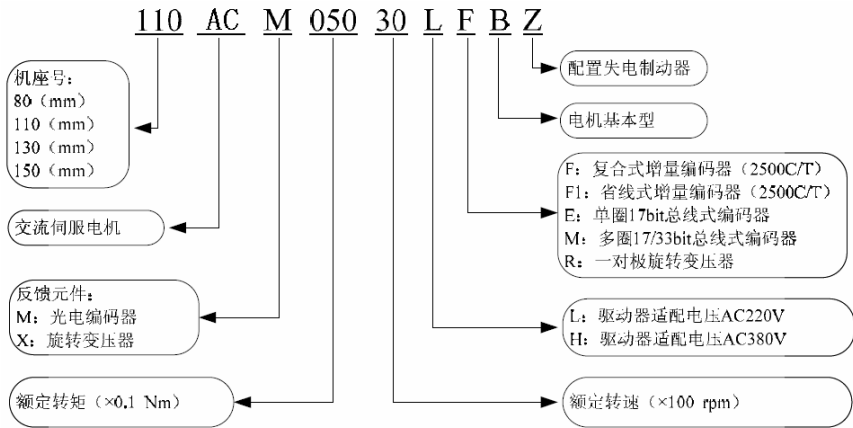 110 AC M 050 30 L F B Z
机座号:
80（mm）
110（mm）
130（mm）
150（mm）
交流伺服电机
反馈元件:
M: 光电编码器
X: 旋转变压器
额定转矩（×0.1 Nm）
配置失电制动器
电机基本型
F: 复合式增量编码器（2500C/T）
F1: 省线式增量编码器（2500C/T）
E: 单圈17bit总线式编码器
M: 多圈17/33bit总线式编码器
R: 一对极旋转变压器
L: 驱动器适配电压AC220V
H: 驱动器适配电压AC380V
额定转速（×100 rpm）